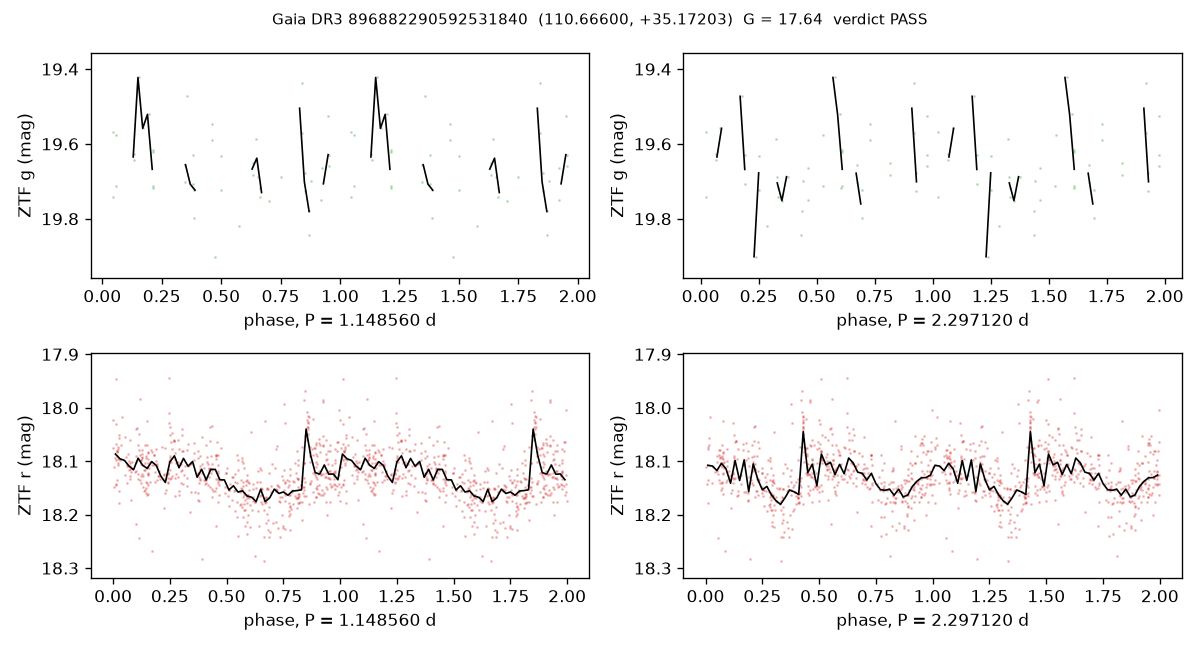 Gaia DR3 896882290592531840 (110.66600, +35.17203) G = 17.64 verdict PASS
ZTF g (mag)
19.4
19.6
19.8
0.00 0.25 0.50 0.75 1.00 1.25 1.50 1.75 2.00
phase, P = 1.148560 d
ZTF g (mag)
19.4
19.6
19.8
0.00 0.25 0.50 0.75 1.00 1.25 1.50 1.75 2.00
phase, P = 2.297120 d
ZTF r (mag)
17.9
18.0
18.1
18.2
18.3
0.00 0.25 0.50 0.75 1.00 1.25 1.50 1.75 2.00
phase, P = 1.148560 d
ZTF r (mag)
17.9
18.0
18.1
18.2
18.3
0.00 0.25 0.50 0.75 1.00 1.25 1.50 1.75 2.00
phase, P = 2.297120 d